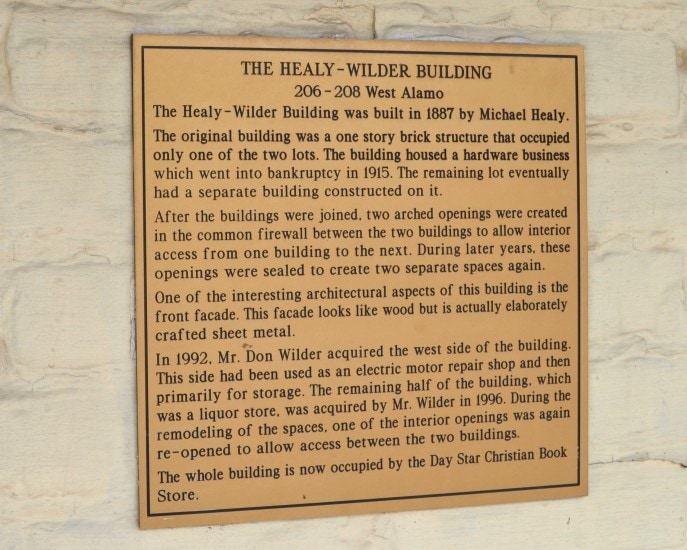 THE HEALY-WILDER BUILDING
206-208 West Alamo
The Healy-Wilder Building was built in 1887 by Michael Healy.
The original building was a one story brick structure that occupied
only one of the two lots. The building housed a hardware business
which went into bankruptcy in 1915. The remaining lot eventually
had a separate building constructed on it.
After the buildings were joined, two arched openings were created
in the common firewall between the two buildings to allow interior
access from one building to the next. During later years, these
openings were sealed to create two separate spaces again.
One of the interesting architectural aspects of this building is the
front facade. This facade looks like wood but is actually elaborately
crafted sheet metal.
In 1992, Mr. Don Wilder acquired the west side of the building.
This side had been used as an electric motor repair shop and then
primarily for storage. The remaining half of the building, which
was a liquor store, was acquired by Mr. Wilder in 1996. During the
remodeling of the spaces, one of the interior openings was again
re-opened to allow access between the two buildings.
The whole building is now occupied by the Day Star Christian Book
Store.